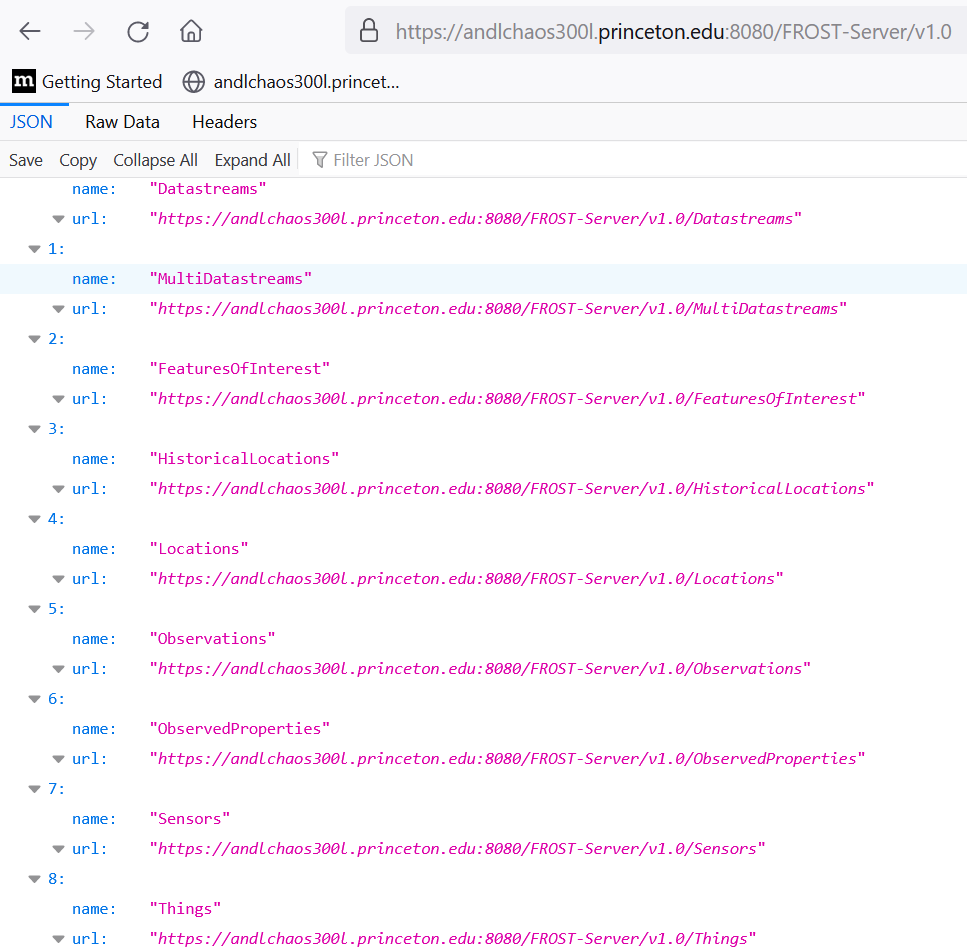 https://andlchaos300l.princeton.edu:8080/FROST-Server/v1.0
m Getting Started andlchaos300l.princet...
JSON Raw Data Headers
Save Copy Collapse All Expand All Filter JSON
name: "Datastreams"
url: "https://andlchaos300l.princeton.edu:8080/FROST-Server/v1.0/Datastreams"
1:
name: "MultiDatastreams"
url: "https://andlchaos300l.princeton.edu:8080/FROST-Server/v1.0/MultiDatastreams"
2:
name: "FeaturesOfInterest"
url: "https://andlchaos300l.princeton.edu:8080/FROST-Server/v1.0/FeaturesOfInterest"
3:
name: "HistoricalLocations"
url: "https://andlchaos300l.princeton.edu:8080/FROST-Server/v1.0/HistoricalLocations"
4:
name: "Locations"
url: "https://andlchaos300l.princeton.edu:8080/FROST-Server/v1.0/Locations"
5:
name: "Observations"
url: "https://andlchaos300l.princeton.edu:8080/FROST-Server/v1.0/Observations"
6:
name: "ObservedProperties"
url: "https://andlchaos300l.princeton.edu:8080/FROST-Server/v1.0/ObservedProperties"
7:
name: "Sensors"
url: "https://andlchaos300l.princeton.edu:8080/FROST-Server/v1.0/Sensors"
8:
name: "Things"
url: "https://andlchaos300l.princeton.edu:8080/FROST-Server/v1.0/Things"